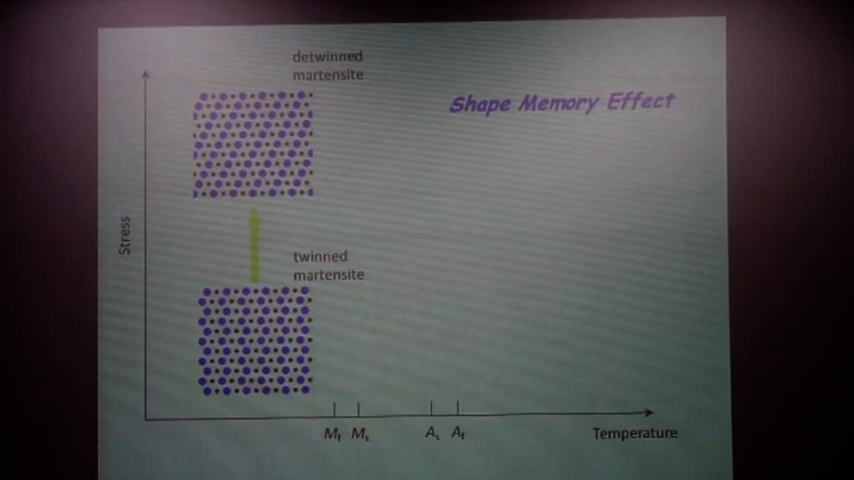 detwinned
martensite
Shape Memory Effect
Stress
twinned
martensite
Mf Ms As Af
Temperature